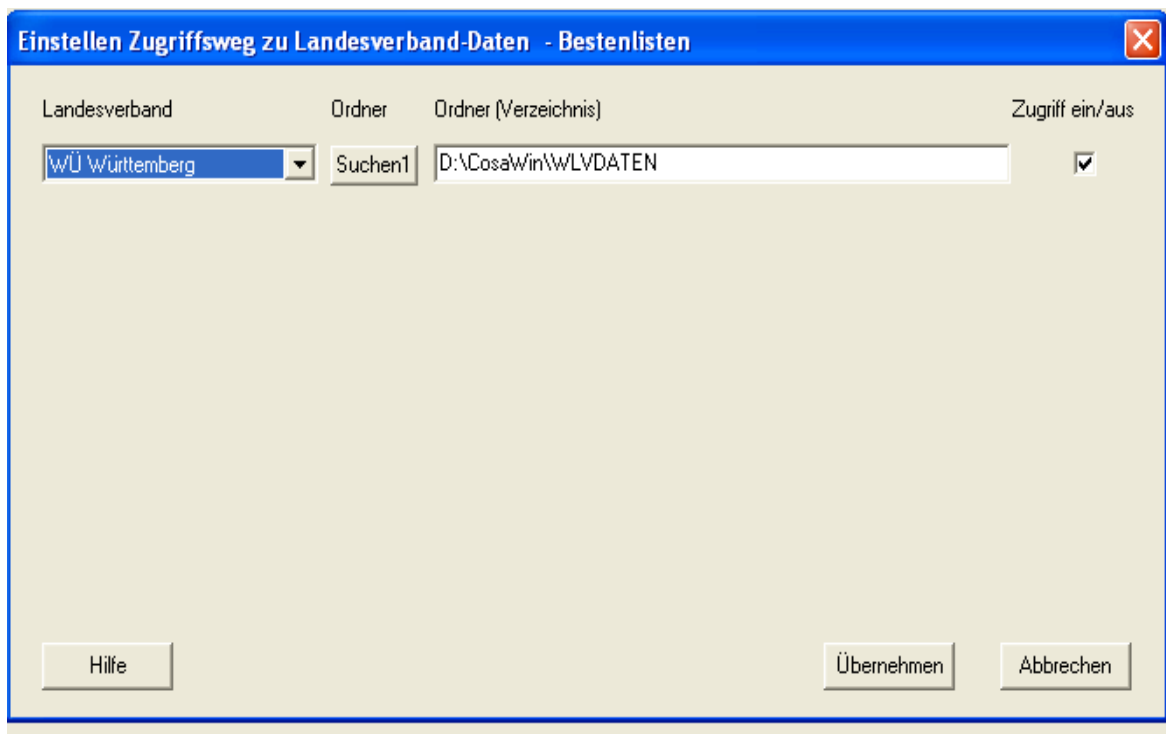 Einstellen Zugriffsweg zu Landesverband-Daten - Bestenlisten
Landesverband Ordner Ordner (Verzeichnis) Zugriff ein/aus
WÜ Württemberg Suchen1 D:\CosaWin\WLVDATEN
Hilfe Übernehmen Abbrechen